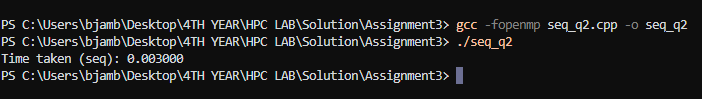 PS C:\Users\bjamb\Desktop\4TH YEAR\HPC LAB\Solution\Assignment3> gcc -fopenmp seq_q2.cpp -o seq_q2
PS C:\Users\bjamb\Desktop\4TH YEAR\HPC LAB\Solution\Assignment3> ./seq_q2
Time taken (seq): 0.003000
PS C:\Users\bjamb\Desktop\4TH YEAR\HPC LAB\Solution\Assignment3>